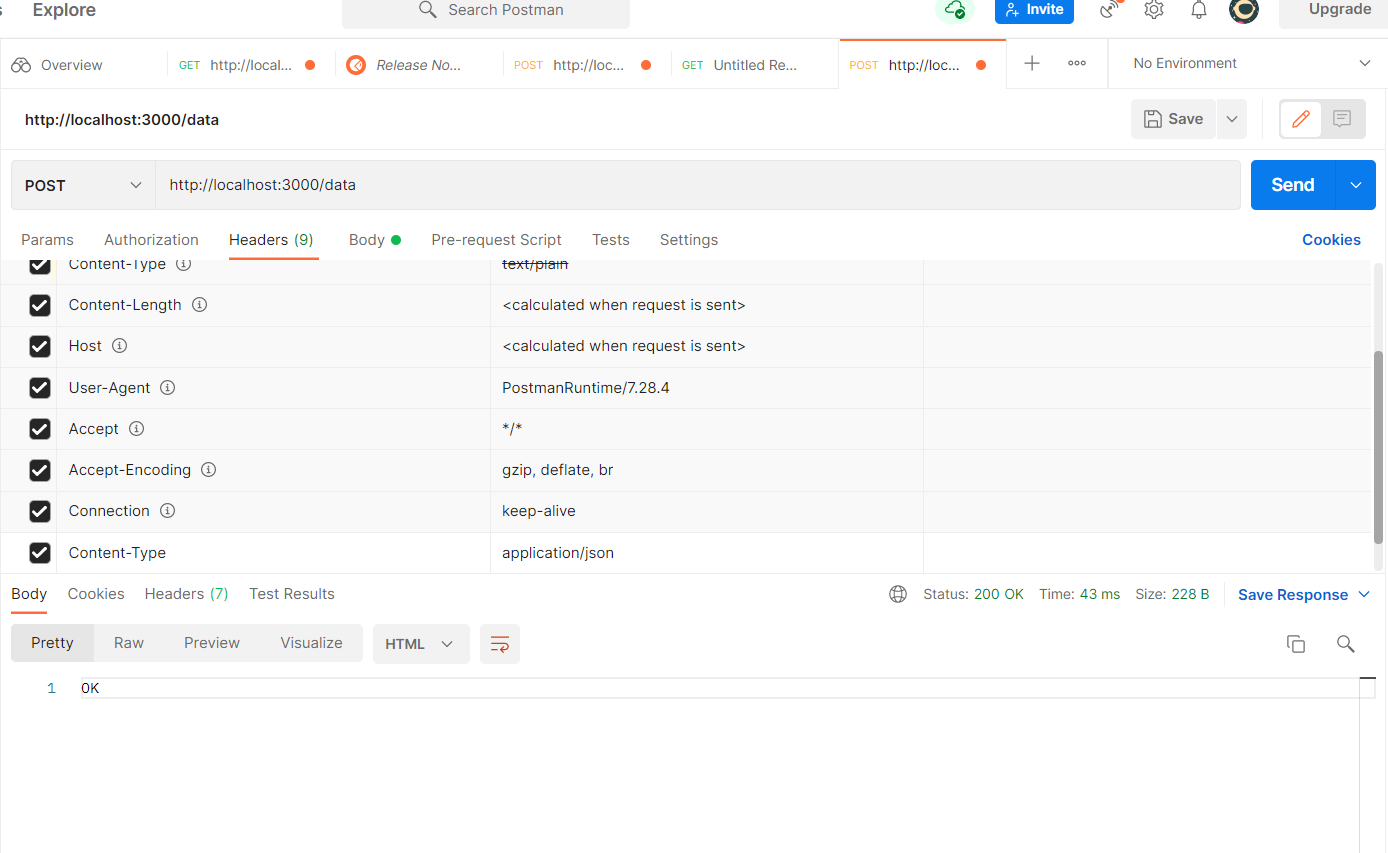 s Explore Search Postman Invite Upgrade
Overview GET http://local... Release No... POST http://loc... GET Untitled Re... POST http://loc... No Environment
http://localhost:3000/data Save
POST http://localhost:3000/data Send
Params Authorization Headers (9) Body Pre-request Script Tests Settings Cookies
Content-Type text/plain
Content-Length <calculated when request is sent>
Host <calculated when request is sent>
User-Agent PostmanRuntime/7.28.4
Accept */*
Accept-Encoding gzip, deflate, br
Connection keep-alive
Content-Type application/json
Body Cookies Headers (7) Test Results Status: 200 OK Time: 43 ms Size: 228 B Save Response
Pretty Raw Preview Visualize HTML
1 OK